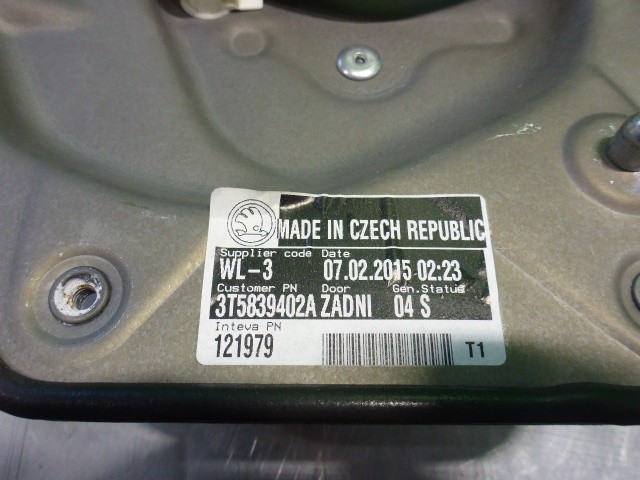 MADE IN CZECH REPUBLIC
Supplier code Date
WL-3 07.02.2015 02:23
Customer PN Door Gen.Status
3T5839402A ZADNI 04 S
Inteva PN
121979 T1